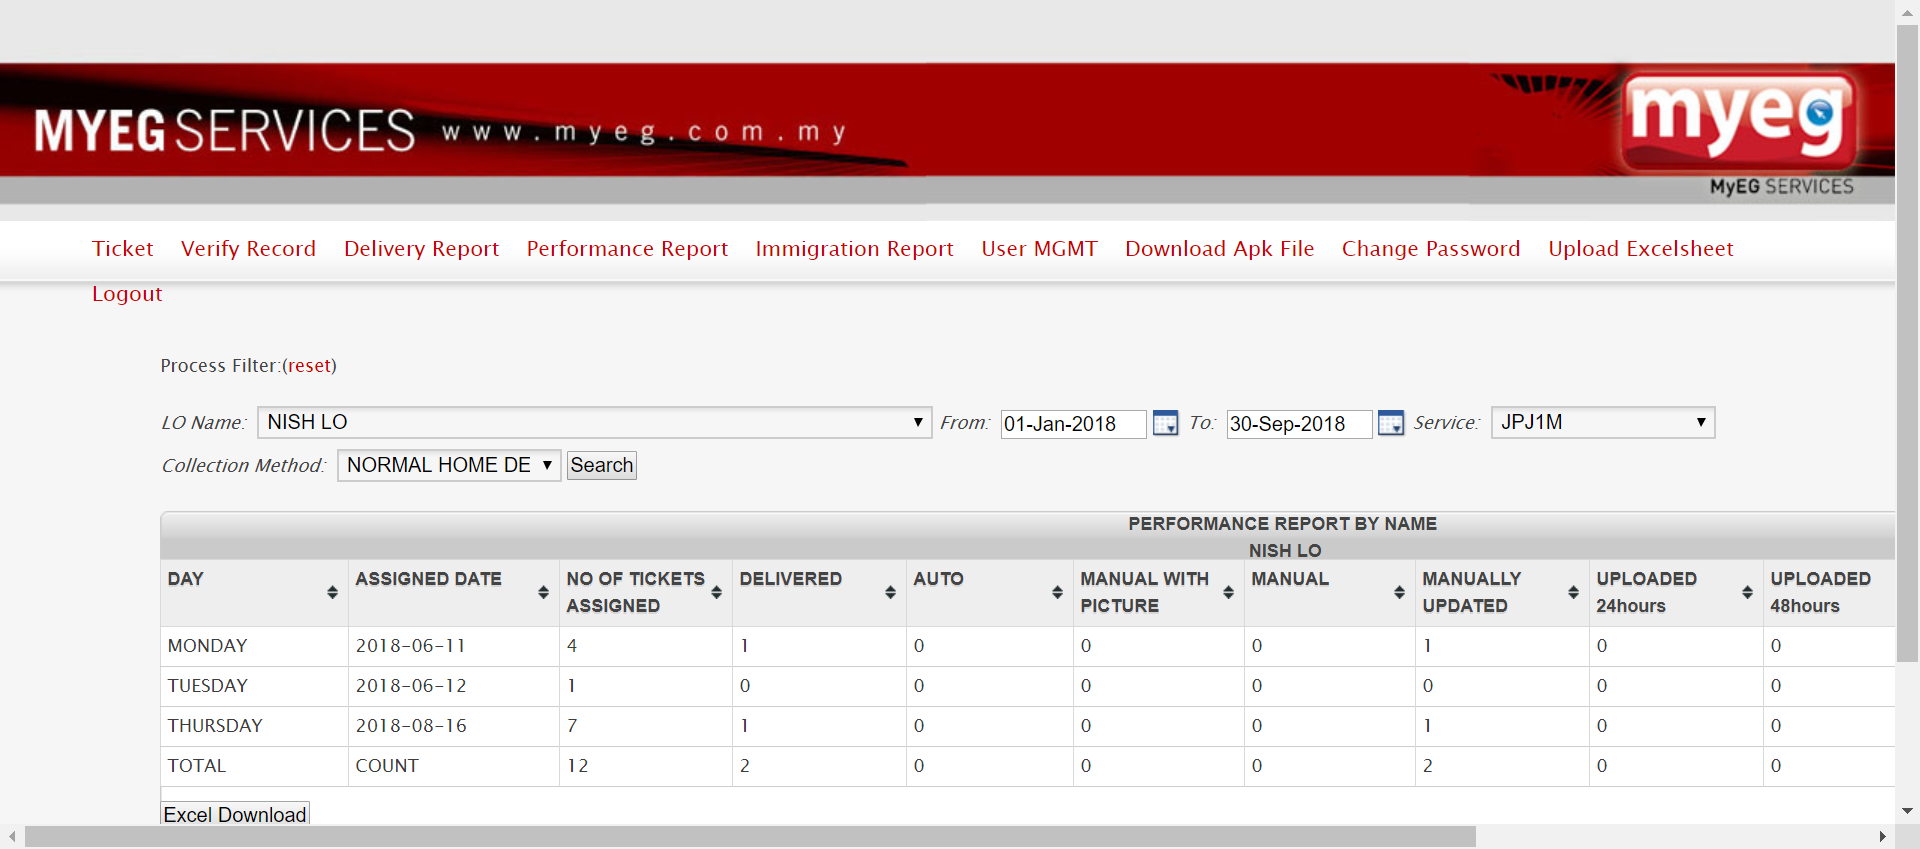 MYEG SERVICES www.myeg.com.my
myeg
MyEG SERVICES
Ticket Verify Record Delivery Report Performance Report Immigration Report User MGMT Download Apk File Change Password Upload Excelsheet
Logout
Process Filter:(reset)
LO Name: NISH LO From: 01-Jan-2018 To: 30-Sep-2018 Service: JPJ1M
Collection Method: NORMAL HOME DE Search
PERFORMANCE REPORT BY NAME
NISH LO
DAY ASSIGNED DATE NO OF TICKETS ASSIGNED DELIVERED AUTO MANUAL WITH PICTURE MANUAL MANUALLY UPDATED UPLOADED 24hours UPLOADED 48hours
MONDAY 2018-06-11 4 1 0 0 0 1 0 0
TUESDAY 2018-06-12 1 0 0 0 0 0 0 0
THURSDAY 2018-08-16 7 1 0 0 0 1 0 0
TOTAL COUNT 12 2 0 0 0 2 0 0
Excel Download